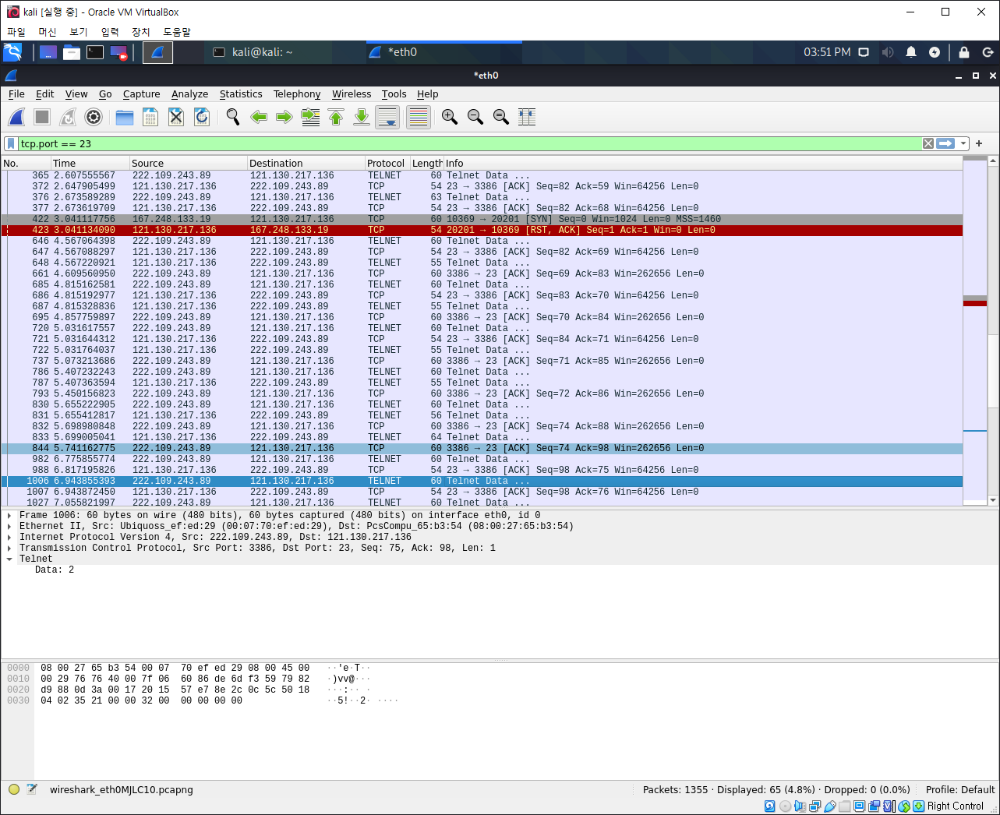 kali [실행 중] - Oracle VM VirtualBox
파일 머신 보기 입력 장치 도움말
kali@kali: ~
*eth0
03:51 PM
*eth0
File Edit View Go Capture Analyze Statistics Telephony Wireless Tools Help
tcp.port == 23
No. Time Source Destination Protocol Length Info
365 2.607555567 222.109.243.89 121.130.217.136 TELNET 60 Telnet Data ...
372 2.647905499 121.130.217.136 222.109.243.89 TCP 54 23 → 3386 [ACK] Seq=82 Ack=59 Win=64256 Len=0
376 2.673589289 222.109.243.89 121.130.217.136 TELNET 63 Telnet Data ...
377 2.673619709 121.130.217.136 222.109.243.89 TCP 54 23 → 3386 [ACK] Seq=82 Ack=68 Win=64256 Len=0
422 3.041117756 167.248.133.19 121.130.217.136 TCP 60 10369 → 20201 [SYN] Seq=0 Win=1024 Len=0 MSS=1460
423 3.041134090 121.130.217.136 167.248.133.19 TCP 54 20201 → 10369 [RST, ACK] Seq=1 Ack=1 Win=0 Len=0
646 4.567064398 222.109.243.89 121.130.217.136 TELNET 60 Telnet Data ...
647 4.567088297 121.130.217.136 222.109.243.89 TCP 54 23 → 3386 [ACK] Seq=82 Ack=69 Win=64256 Len=0
648 4.567220921 121.130.217.136 222.109.243.89 TELNET 55 Telnet Data ...
661 4.609560950 222.109.243.89 121.130.217.136 TCP 60 3386 → 23 [ACK] Seq=69 Ack=83 Win=262656 Len=0
685 4.815162581 222.109.243.89 121.130.217.136 TELNET 60 Telnet Data ...
686 4.815192977 121.130.217.136 222.109.243.89 TCP 54 23 → 3386 [ACK] Seq=83 Ack=70 Win=64256 Len=0
687 4.815328836 121.130.217.136 222.109.243.89 TELNET 55 Telnet Data ...
695 4.857759897 222.109.243.89 121.130.217.136 TCP 60 3386 → 23 [ACK] Seq=70 Ack=84 Win=262656 Len=0
720 5.031617557 222.109.243.89 121.130.217.136 TELNET 60 Telnet Data ...
721 5.031644312 121.130.217.136 222.109.243.89 TCP 54 23 → 3386 [ACK] Seq=84 Ack=71 Win=64256 Len=0
722 5.031764037 121.130.217.136 222.109.243.89 TELNET 55 Telnet Data ...
737 5.073213686 222.109.243.89 121.130.217.136 TCP 60 3386 → 23 [ACK] Seq=71 Ack=85 Win=262656 Len=0
786 5.407232243 222.109.243.89 121.130.217.136 TELNET 60 Telnet Data ...
787 5.407363594 121.130.217.136 222.109.243.89 TELNET 55 Telnet Data ...
793 5.450156823 222.109.243.89 121.130.217.136 TCP 60 3386 → 23 [ACK] Seq=72 Ack=86 Win=262656 Len=0
830 5.655222905 222.109.243.89 121.130.217.136 TELNET 60 Telnet Data ...
831 5.655412817 121.130.217.136 222.109.243.89 TELNET 56 Telnet Data ...
832 5.698980848 222.109.243.89 121.130.217.136 TCP 60 3386 → 23 [ACK] Seq=74 Ack=88 Win=262656 Len=0
833 5.699005041 121.130.217.136 222.109.243.89 TELNET 64 Telnet Data ...
844 5.741162775 222.109.243.89 121.130.217.136 TCP 60 3386 → 23 [ACK] Seq=74 Ack=98 Win=262656 Len=0
982 6.775855774 222.109.243.89 121.130.217.136 TELNET 60 Telnet Data ...
988 6.817195826 121.130.217.136 222.109.243.89 TCP 54 23 → 3386 [ACK] Seq=98 Ack=75 Win=64256 Len=0
1006 6.943855393 222.109.243.89 121.130.217.136 TELNET 60 Telnet Data ...
1007 6.943872450 121.130.217.136 222.109.243.89 TCP 54 23 → 3386 [ACK] Seq=98 Ack=76 Win=64256 Len=0
1027 7.055821997 222.109.243.89 121.130.217.136 TELNET 60 Telnet Data ...
Frame 1006: 60 bytes on wire (480 bits), 60 bytes captured (480 bits) on interface eth0, id 0
Ethernet II, Src: Ubiquoss_ef:ed:29 (00:07:70:ef:ed:29), Dst: PcsCompu_65:b3:54 (08:00:27:65:b3:54)
Internet Protocol Version 4, Src: 222.109.243.89, Dst: 121.130.217.136
Transmission Control Protocol, Src Port: 3386, Dst Port: 23, Seq: 75, Ack: 98, Len: 1
Telnet
Data: 2
0000 08 00 27 65 b3 54 00 07 70 ef ed 29 08 00 45 00 ··'e·T··
0010 00 29 76 76 40 00 7f 06 60 86 de 6d f3 59 79 82 ·)vv@···
0020 d9 88 0d 3a 00 17 20 15 57 e7 8e 2c 0c 5c 50 18 ···:·· ·
0030 04 02 35 21 00 00 32 00 00 00 00 00 ··5!··2· ····
wireshark_eth0MJLC10.pcapng
Packets: 1355 · Displayed: 65 (4.8%) · Dropped: 0 (0.0%)
Profile: Default
Right Control